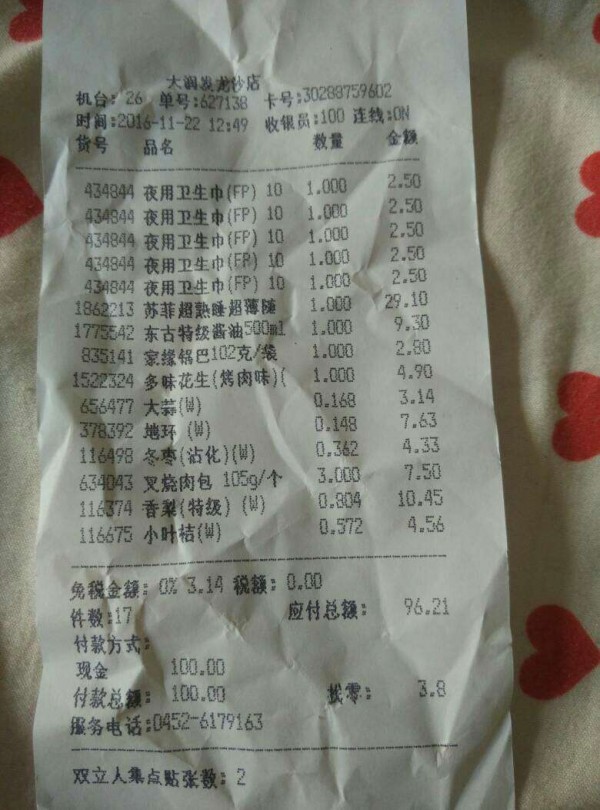 大润发龙沙店
机台: 26 单号:627138 卡号:30288759602
时间:2016-11-22 12:49 收银员:100 连线:ON
货号 品名 数量 金额
434844 夜用卫生巾(FP) 10 1.000 2.50
434844 夜用卫生巾(FP) 10 1.000 2.50
434844 夜用卫生巾(FP) 10 1.000 2.50
434844 夜用卫生巾(FP) 10 1.000 2.50
434844 夜用卫生巾(FP) 10 1.000 2.50
1862213 苏菲超熟睡超薄随 1.000 29.10
1775542 东古特级酱油500ml 1.000 9.30
835141 家缘锅巴102克/袋 1.000 2.80
1522324 多味花生(烤肉味)( 1.000 4.90
656477 大蒜(W) 0.168 3.14
378392 地环 (W) 0.148 7.63
116498 冬枣(沾化)(W) 0.362 4.33
634043 叉烧肉包 105g/个 3.000 7.50
116374 香梨(特级) (W) 0.804 10.45
116675 小叶桔(W) 0.572 4.56
免税金额: 0% 3.14 税额: 0.00
件数:17 应付总额: 96.21
付款方式:
现金 100.00
付款总额: 100.00 找零: 3.8
服务电话:0452-6179163
双立人集点贴张数: 2